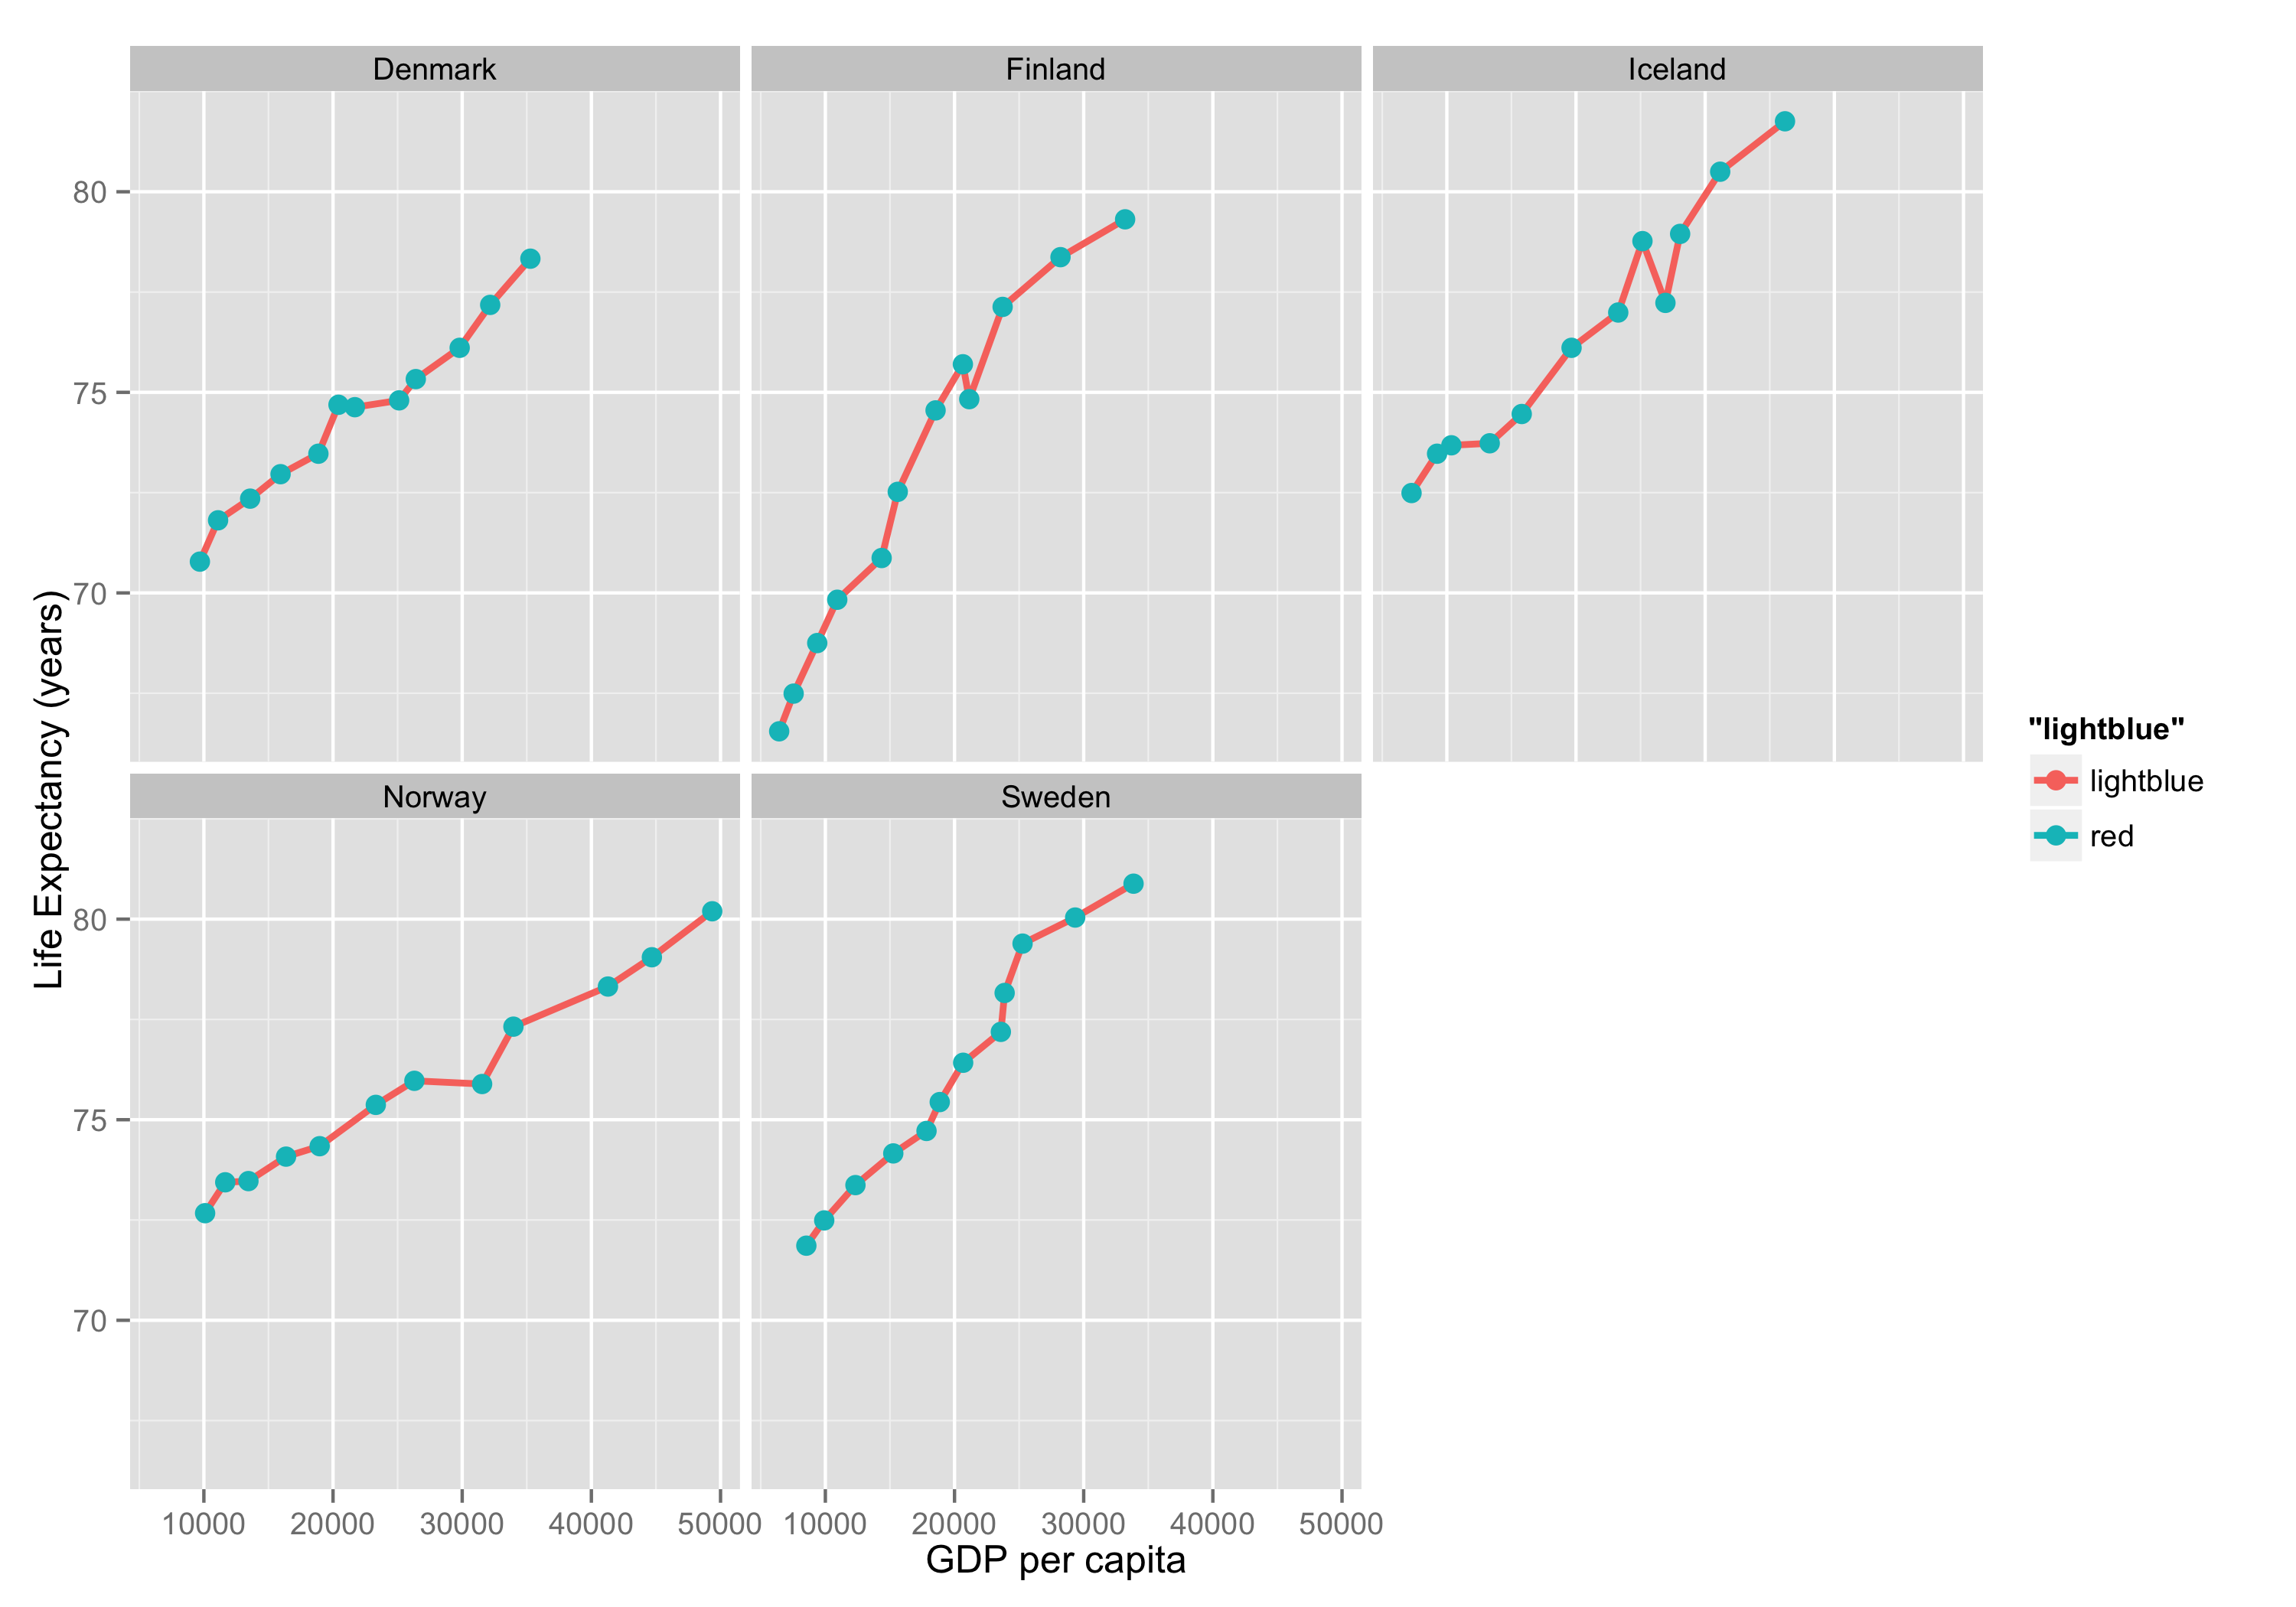 Denmark
Finland
Iceland
80
75
70
Norway
Sweden
80
75
70
10000 20000 30000 40000 50000 10000 20000 30000 40000 50000
GDP per capita
Life Expectancy (years)
"lightblue"
lightblue
red